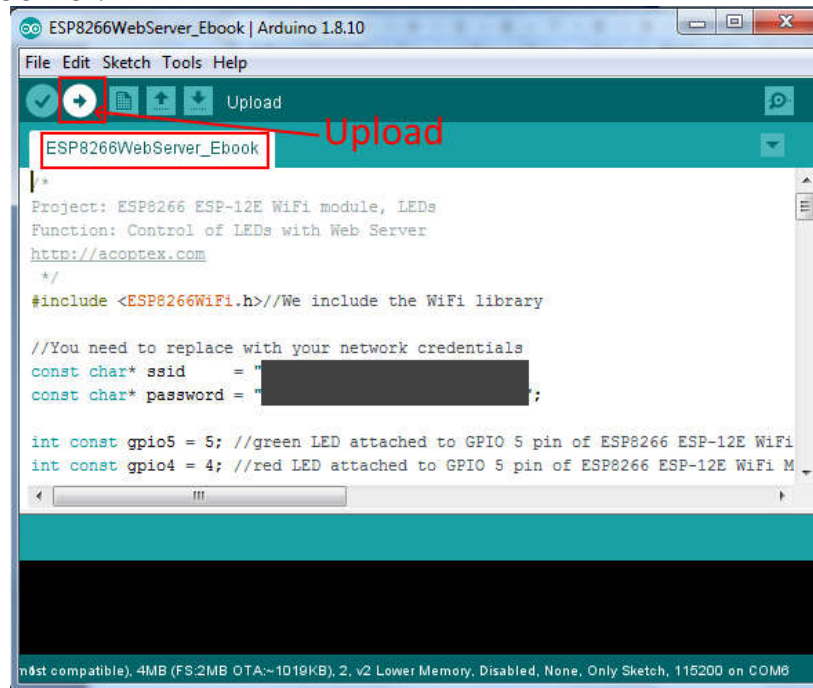 ESP8266WebServer_Ebook | Arduino 1.8.10
File Edit Sketch Tools Help
Upload
Upload
ESP8266WebServer_Ebook
/*
Project: ESP8266 ESP-12E WiFi module, LEDs
Function: Control of LEDs with Web Server
http://acoptex.com
*/
#include <ESP8266WiFi.h>//We include the WiFi library
//You need to replace with your network credentials
const char* ssid     = "
const char* password = " ";
int const gpio5 = 5; //green LED attached to GPIO 5 pin of ESP8266 ESP-12E WiFi
int const gpio4 = 4; //red LED attached to GPIO 5 pin of ESP8266 ESP-12E WiFi M
compatible), 4MB (FS:2MB OTA:~1019KB), 2, v2 Lower Memory, Disabled, None, Only Sketch, 115200 on COM6